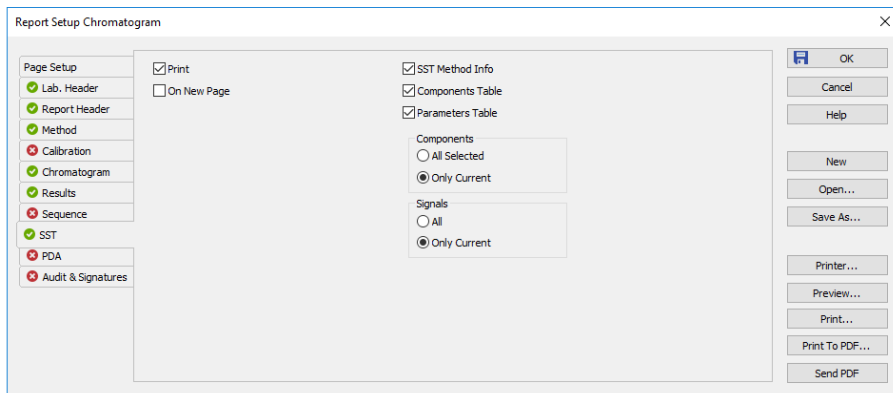 Report Setup Chromatogram
Page Setup
Lab. Header
Report Header
Method
Calibration
Chromatogram
Results
Sequence
SST
PDA
Audit & Signatures
Print
On New Page
SST Method Info
Components Table
Parameters Table
Components
All Selected
Only Current
Signals
All
Only Current
OK
Cancel
Help
New
Open...
Save As...
Printer...
Preview...
Print...
Print To PDF...
Send PDF